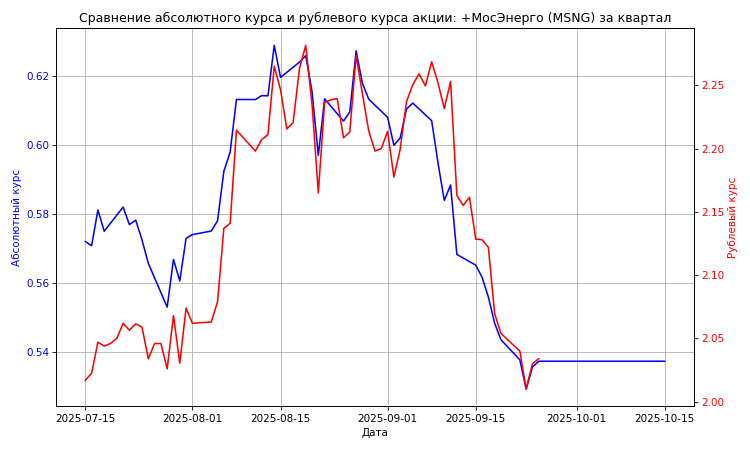 Сравнение абсолютного курса и рублевого курса акции: +МосЭнерго (MSNG) за квартал
0.62
0.60
0.58
0.56
0.54
Абсолютный курс
2.25
2.20
2.15
2.10
2.05
2.00
Рублевый курс
2025-07-15 2025-08-01 2025-08-15 2025-09-01 2025-09-15 2025-10-01 2025-10-15
Дата